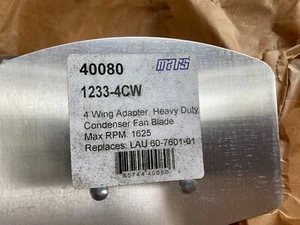 40080
1233-4CW
4 Wing Adapter, Heavy Duty
Condenser Fan Blade
Max RPM: 1625
Replaces: LAU 60-7601-01